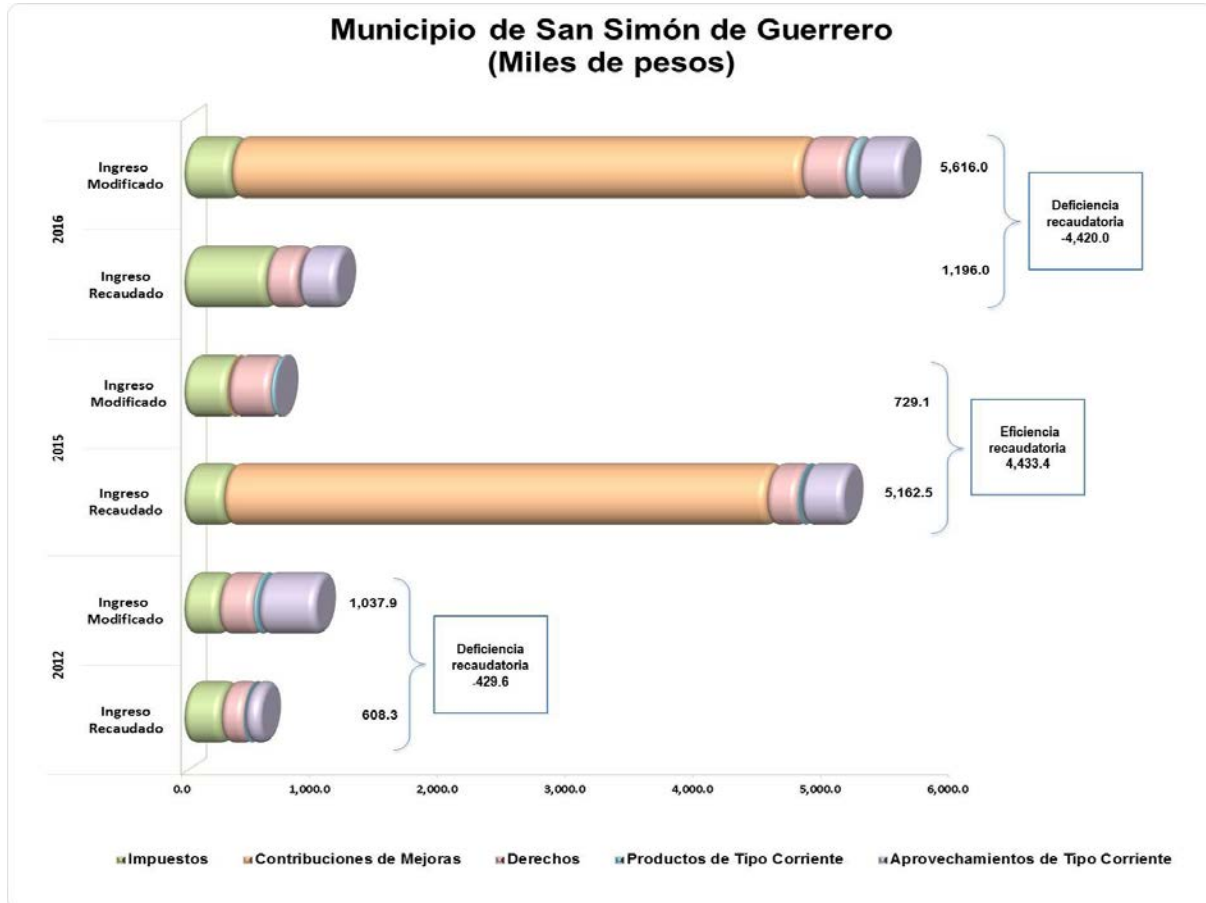 Municipio de San Simón de Guerrero
(Miles de pesos)
2016
Ingreso
Modificado
5,616.0
Ingreso
Recaudado
1,196.0
Deficiencia
recaudatoria
-4,420.0
2015
Ingreso
Modificado
729.1
Ingreso
Recaudado
5,162.5
Eficiencia
recaudatoria
4,433.4
2012
Ingreso
Modificado
1,037.9
Ingreso
Recaudado
608.3
Deficiencia
recaudatoria
-429.6
0.0 1,000.0 2,000.0 3,000.0 4,000.0 5,000.0 6,000.0
Impuestos Contribuciones de Mejoras Derechos Productos de Tipo Corriente Aprovechamientos de Tipo Corriente